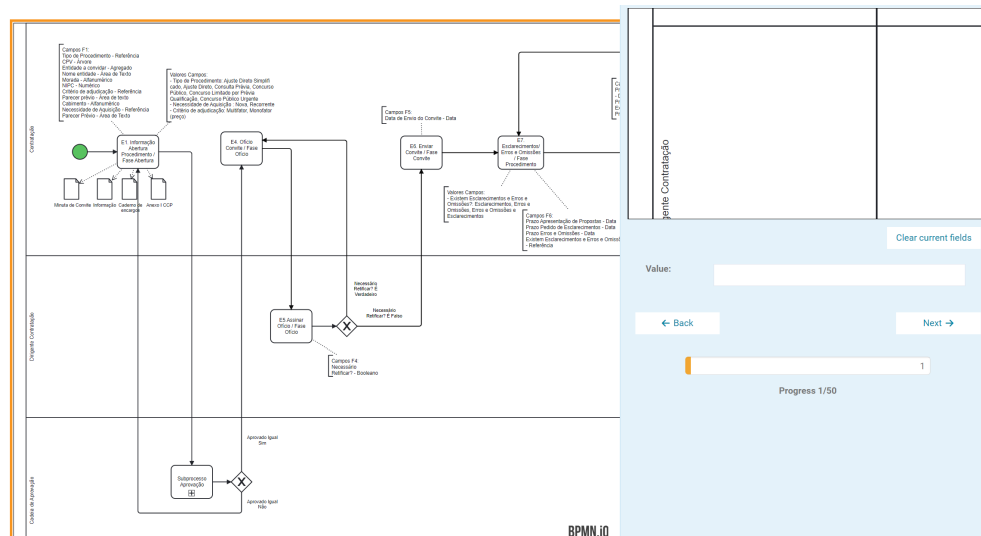 Campos F1:
Tipo de Procedimento - Referência
CPV - Árvore
Entidade a convidar - Agregado
Nome entidade - Área de Texto
Morada - Alfanumérico
NIPC - Numérico
Critério de adjudicação - Referência
Parecer prévio - Área de texto
Cabimento - Alfanumérico
Necessidade de Aquisição - Referência
Parecer Prévio - Área de Texto
Valores Campos:
- Tipo de Procedimento: Ajuste Direto Simplifi
cado, Ajuste Direto, Consulta Prévia, Concurso
Público, Concurso Limitado por Prévia
Qualificação, Concurso Público Urgente
- Necessidade de Aquisição : Nova, Recorrente
- Critério de adjudicação: Multifator, Monofator
(preço)
Contratação
E1. Informação
Abertura
Procedimento /
Fase Abertura
Minuta de Convite
Informação
Caderno de
encargos
Anexo I CCP
E4. Ofício
Convite / Fase
Ofício
Campos F5:
Data de Envio do Convite - Data
E6. Enviar
Convite / Fase
Convite
E7.
Esclarecimentos/
Erros e Omissões
/ Fase
Procedimento
Valores Campos:
- Existem Esclarecimentos e Erros e
Omissões?: Esclarecimentos, Erros e
Omissões, Erros e Omissões e
Esclarecimentos
Campos F6:
Prazo Apresentação de Propostas - Data
Prazo Pedido de Esclarecimentos - Data
Prazo Erros e Omissões - Data
Existem Esclarecimentos e Erros e Omissõ
- Referência
Dirigente Contratação
Necessário
Retificar? É
Verdadeiro
E5 Assinar
Ofício / Fase
Ofício
Necessário
Retificar? É Falso
Campos F4:
Necessário
Retificar? - Booleano
Cadeia de Aprovação
Aprovado Igual
Sim
Subprocesso
Aprovação
Aprovado Igual
Não
BPMN.iO
igente Contratação
Clear current fields
Value:
← Back
Next →
1
Progress 1/50